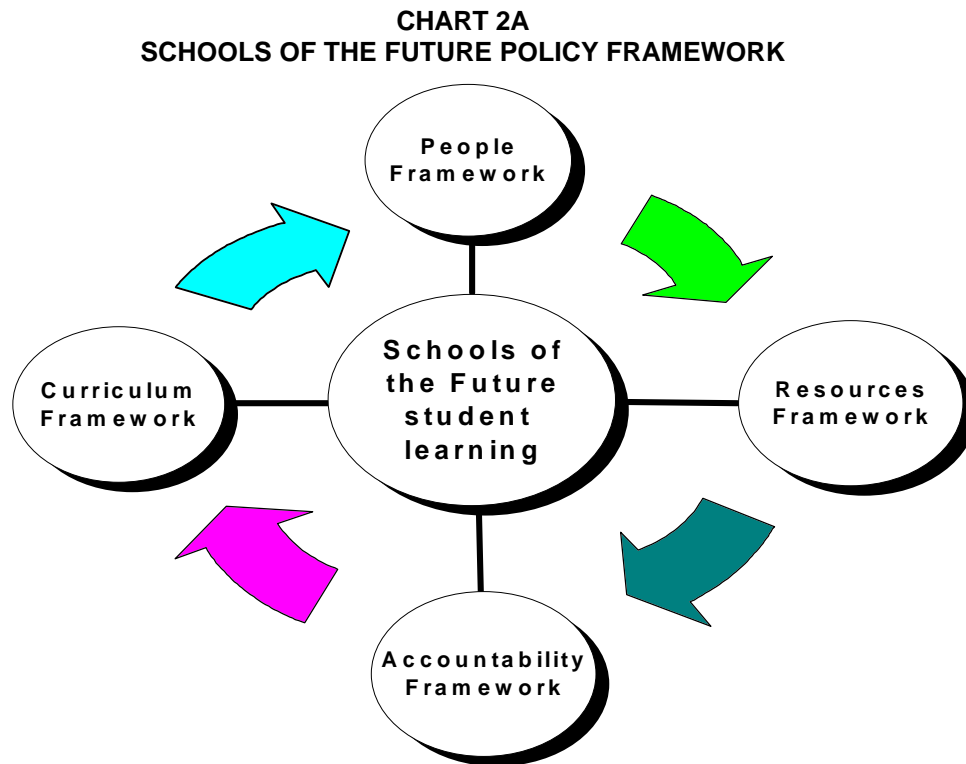 CHART 2A
SCHOOLS OF THE FUTURE POLICY FRAMEWORK
People
Framework
Curriculum
Framework
Schools of
the Future
student
learning
Resources
Framework
Accountability
Framework